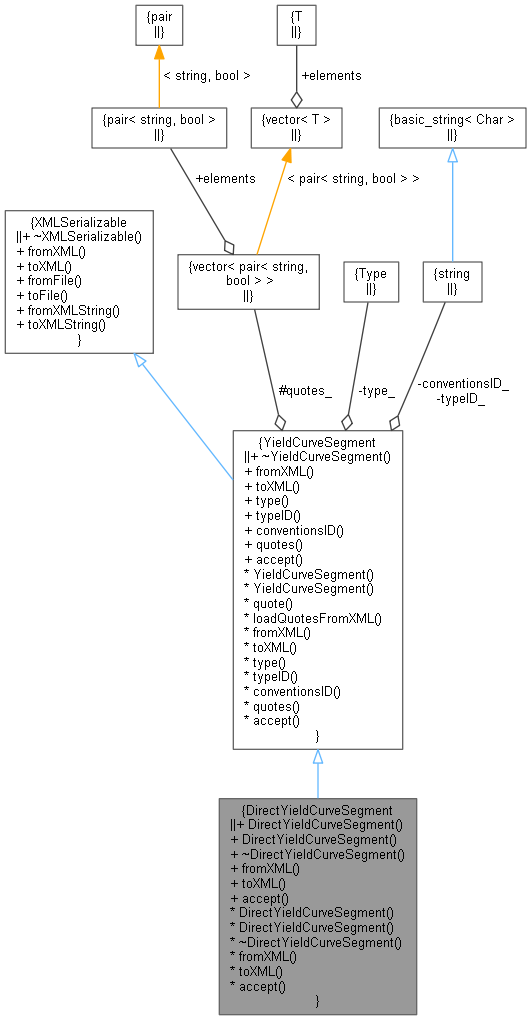 {pair
||}
{T
||}
< string, bool >
+elements
{pair< string, bool >
||}
{vector< T >
||}
{basic_string< Char >
||}
+elements
< pair< string, bool > >
{XMLSerializable
||+ ~XMLSerializable()
+ fromXML()
+ toXML()
+ fromFile()
+ toFile()
+ fromXMLString()
+ toXMLString()
}
{vector< pair< string,
bool > >
||}
{Type
||}
{string
||}
#quotes_
-type_
-conventionsID_
-typeID_
{YieldCurveSegment
||+ ~YieldCurveSegment()
+ fromXML()
+ toXML()
+ type()
+ typeID()
+ conventionsID()
+ quotes()
+ accept()
* YieldCurveSegment()
* YieldCurveSegment()
* quote()
* loadQuotesFromXML()
* fromXML()
* toXML()
* type()
* typeID()
* conventionsID()
* quotes()
* accept()
}
{DirectYieldCurveSegment
||+ DirectYieldCurveSegment()
+ DirectYieldCurveSegment()
+ ~DirectYieldCurveSegment()
+ fromXML()
+ toXML()
+ accept()
* DirectYieldCurveSegment()
* DirectYieldCurveSegment()
* ~DirectYieldCurveSegment()
* fromXML()
* toXML()
* accept()
}